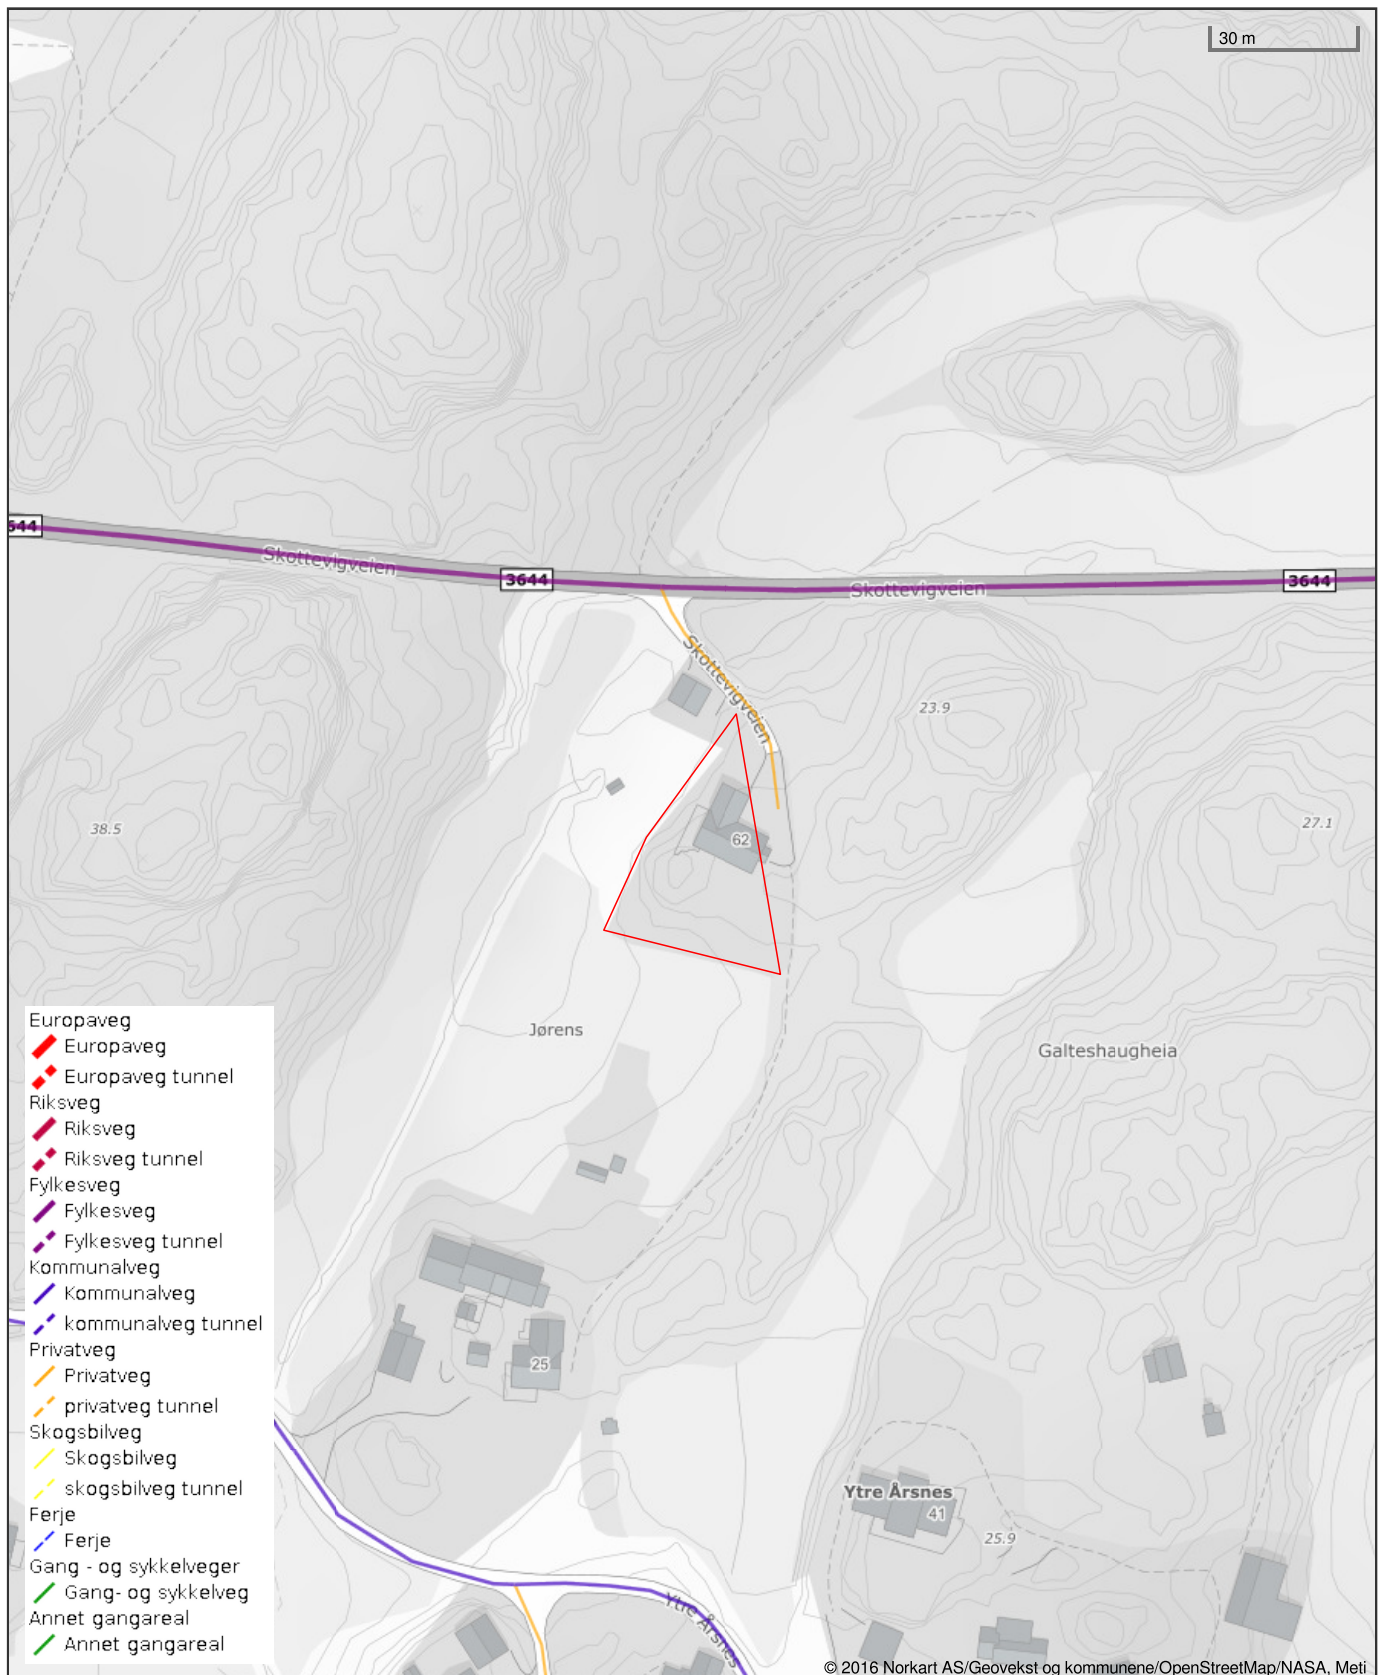 30 m
644
Skottevigveien
3644
Skottevigveien
3644
Skottevigveien
23.9
38.5
27.1
62
Jørens
Galteshaugheia
Europaveg
Europaveg
Europaveg tunnel
Riksveg
Riksveg
Riksveg tunnel
Fylkesveg
Fylkesveg
Fylkesveg tunnel
Kommunalveg
Kommunalveg
kommunalveg tunnel
Privatveg
Privatveg
privatveg tunnel
Skogsbilveg
Skogsbilveg
skogsbilveg tunnel
Ferje
Ferje
Gang - og sykkelveger
Gang- og sykkelveg
Annet gangareal
Annet gangareal
25
Ytre Årsnes
41
25.9
Ytre Årsnes
© 2016 Norkart AS/Geovekst og kommunene/OpenStreetMap/NASA, Meti